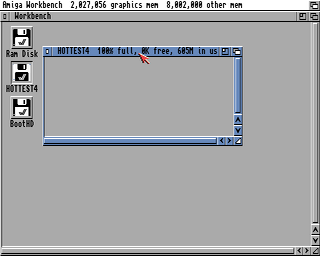 Amiga Workbench 2,027,056 graphics mem 8,002,000 other mem
Workbench
Ram Disk
HOTTEST4 100% full, 0K free, 605M in us
HOTTEST4
BootHD